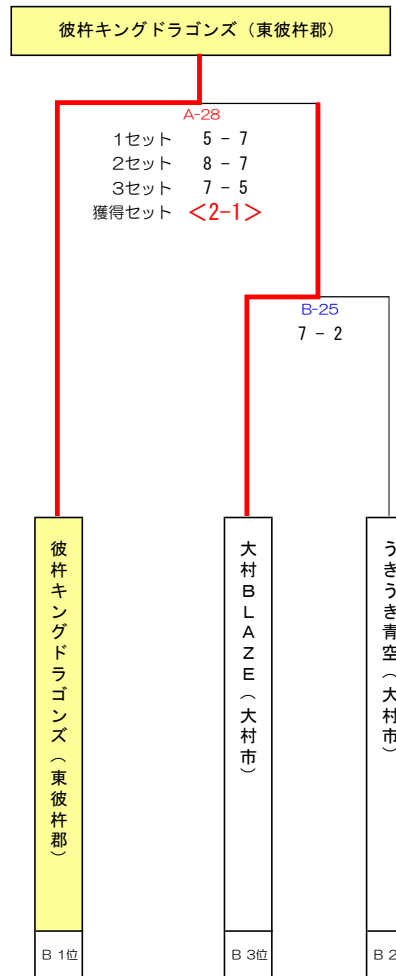 彼杵キングドラゴンズ（東彼杵郡）
A-28
1セット 5 - 7
2セット 8 - 7
3セット 7 - 5
獲得セット <2-1>
B-25
7 - 2
彼杵キングドラゴンズ（東彼杵郡）
大村BLAZE（大村市）
うきうき青空（大村市）
B 1位
B 3位
B 2